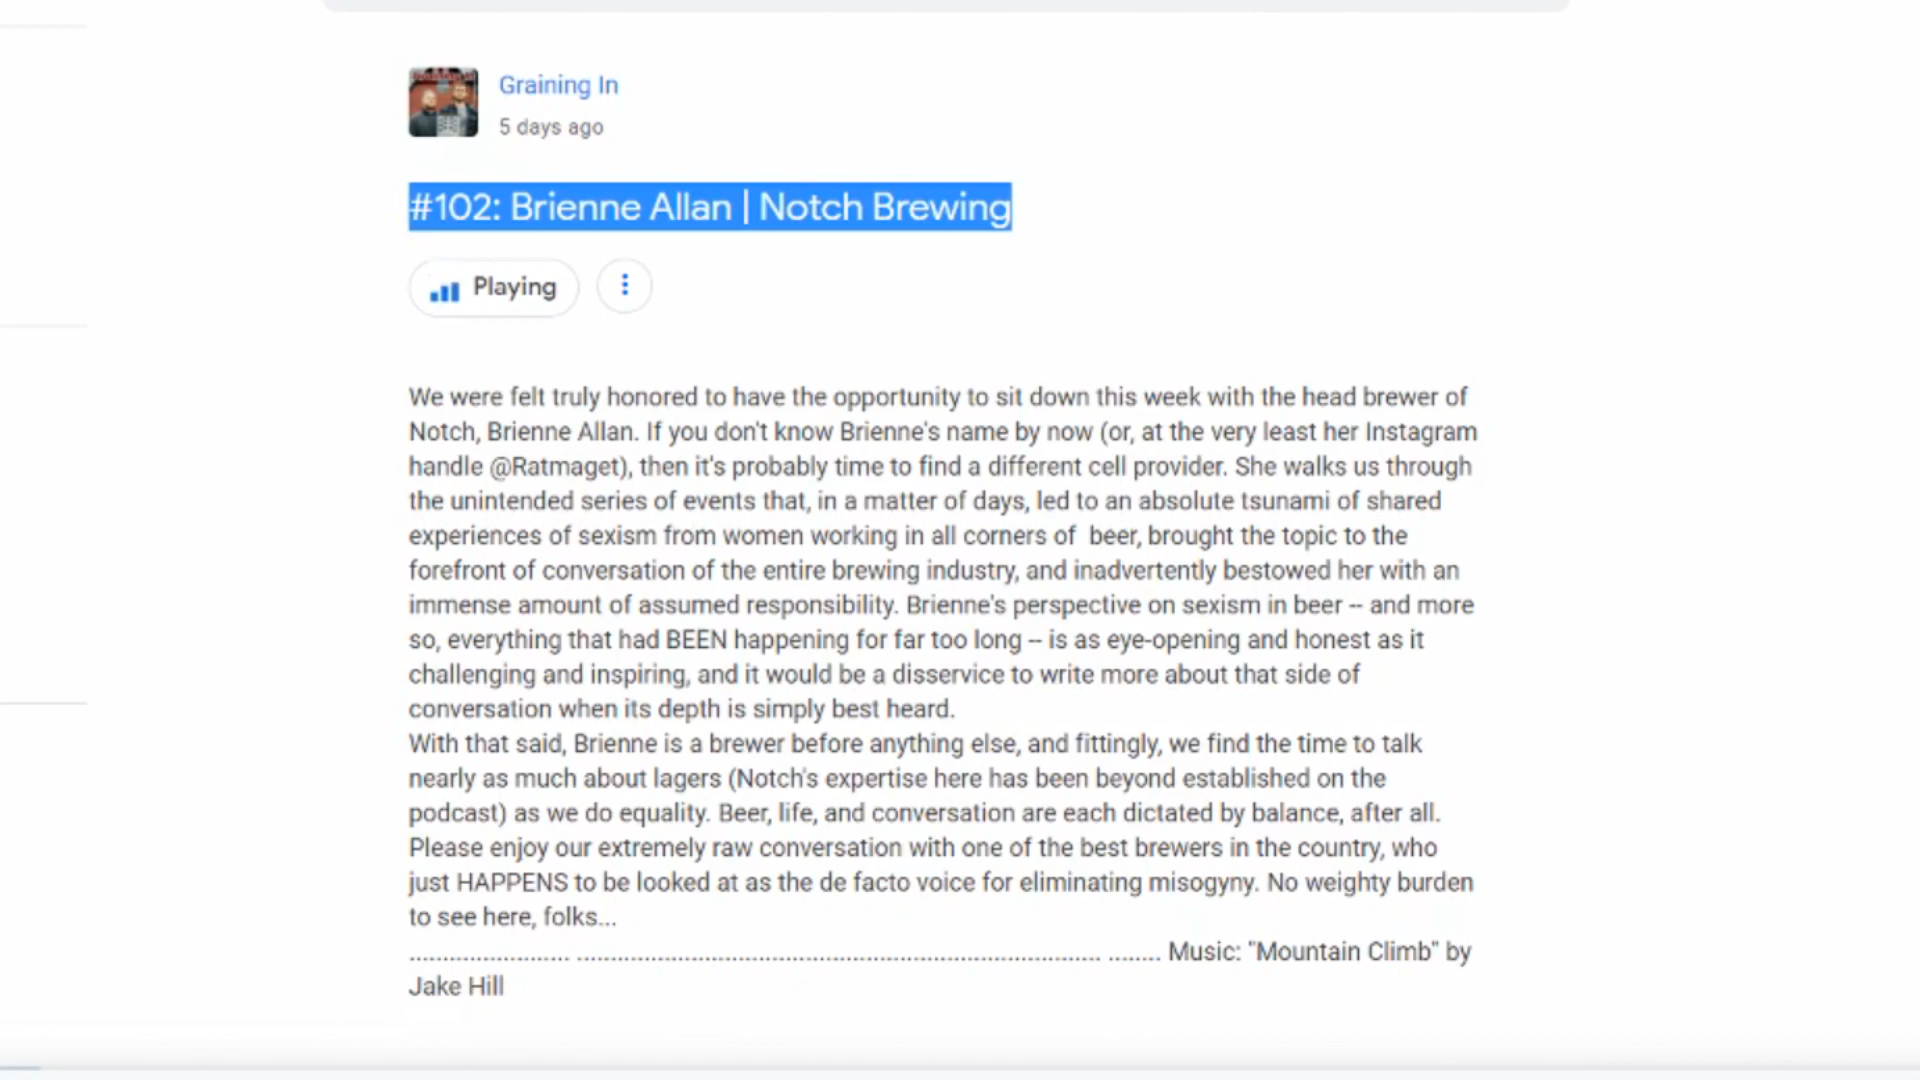 Graining In
5 days ago
#102: Brienne Allan | Notch Brewing
Playing
We were felt truly honored to have the opportunity to sit down this week with the head brewer of
Notch, Brienne Allan. If you don't know Brienne's name by now (or, at the very least her Instagram
handle @Ratmaget), then it's probably time to find a different cell provider. She walks us through
the unintended series of events that, in a matter of days, led to an absolute tsunami of shared
experiences of sexism from women working in all corners of  beer, brought the topic to the
forefront of conversation of the entire brewing industry, and inadvertently bestowed her with an
immense amount of assumed responsibility. Brienne's perspective on sexism in beer -- and more
so, everything that had BEEN happening for far too long -- is as eye-opening and honest as it
challenging and inspiring, and it would be a disservice to write more about that side of
conversation when its depth is simply best heard.
With that said, Brienne is a brewer before anything else, and fittingly, we find the time to talk
nearly as much about lagers (Notch's expertise here has been beyond established on the
podcast) as we do equality. Beer, life, and conversation are each dictated by balance, after all.
Please enjoy our extremely raw conversation with one of the best brewers in the country, who
just HAPPENS to be looked at as the de facto voice for eliminating misogyny. No weighty burden
to see here, folks...
........................ .............................................................................. ........ Music: "Mountain Climb" by
Jake Hill